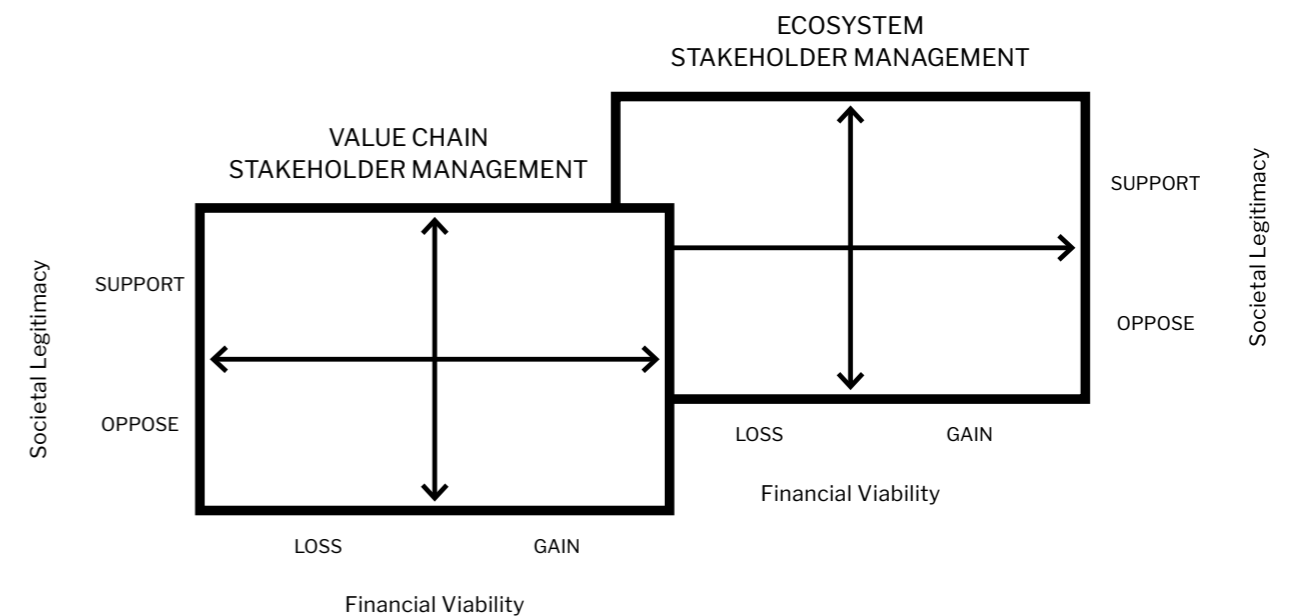 ECOSYSTEM
STAKEHOLDER MANAGEMENT
VALUE CHAIN
STAKEHOLDER MANAGEMENT
SUPPORT
OPPOSE
Societal Legitimacy
LOSS
GAIN
Financial Viability
Societal Legitimacy
SUPPORT
OPPOSE
LOSS
GAIN
Financial Viability